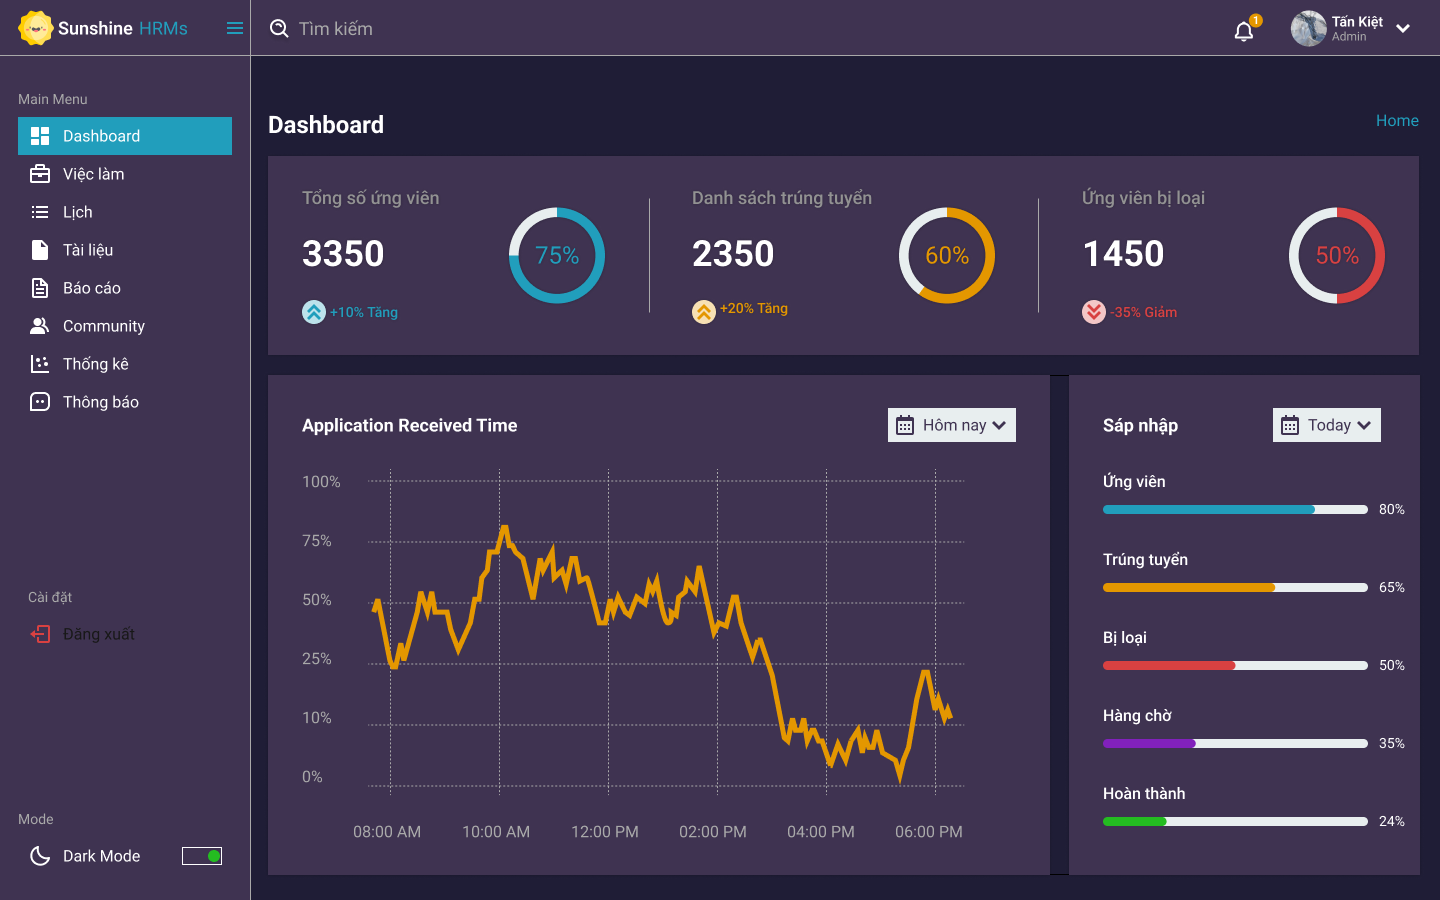 Sunshine HRMs
Tìm kiếm
1
Tấn Kiệt
Admin
Main Menu
Dashboard
Việc làm
Lịch
Tài liệu
Báo cáo
Community
Thống kê
Thông báo
Cài đặt
Đăng xuất
Mode
Dark Mode
Dashboard
Home
Tổng số ứng viên
3350
+10% Tăng
75%
Danh sách trúng tuyển
2350
+20% Tăng
60%
Ứng viên bị loại
1450
-35% Giảm
50%
Application Received Time
Hôm nay
100%
75%
50%
25%
10%
0%
08:00 AM 10:00 AM 12:00 PM 02:00 PM 04:00 PM 06:00 PM
Sáp nhập
Today
Ứng viên
80%
Trúng tuyển
65%
Bị loại
50%
Hàng chờ
35%
Hoàn thành
24%